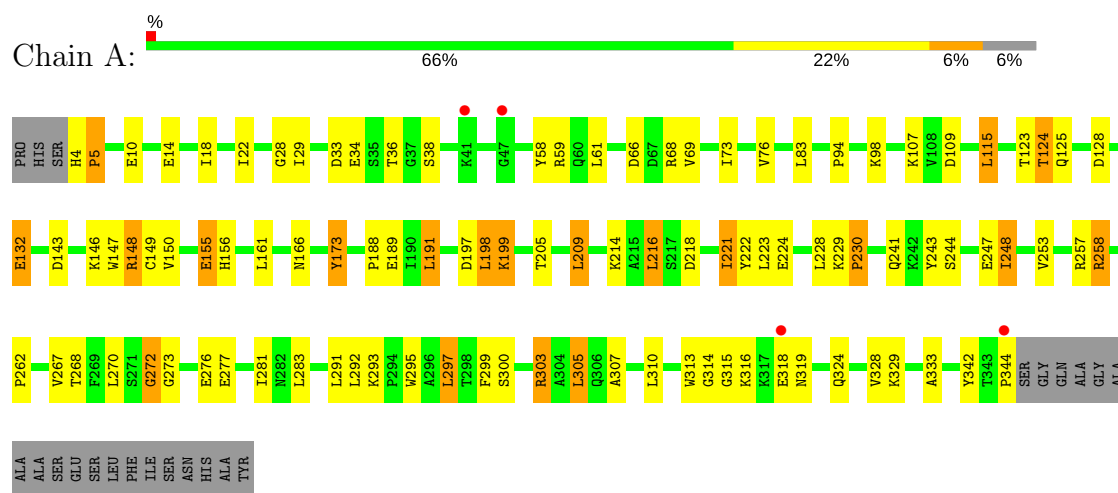 %
Chain A:
66% 22% 6% 6%
PRO HIS SER H4 P5 E10 E14 I18 I22 G28 I29 D33 E34 S35 T36 G37 S38 K41 G47 Y58 R59 Q60 L61 D66 D67 R68 V69 I73 V76 L83 P94 K98 K107 V108 D109 L115 T123 T124 Q125 D128
E132 D143 K146 W147 R148 C149 V150 E155 H156 L161 N166 Y173 P188 E189 I190 L191 D197 L198 K199 T205 L209 K214 A215 L216 S217 D218 I221 Y222 L223 E224 L228 K229 P230 Q241 K242 Y243 S244 E247 I248 V253 R257 R258
P262 V267 T268 F269 L270 S271 G272 G273 E276 E277 I281 N282 L283 L291 L292 K293 P294 W295 A296 L297 T298 F299 S300 R303 A304 L305 Q306 A307 L310 W313 G314 G315 K316 K317 E318 N319 Q324 V328 K329 A333 Y342 T343 P344 SER GLY GLN ALA GLY ALA
ALA ALA SER GLU SER LEU PHE ILE SER ASN HIS ALA TYR